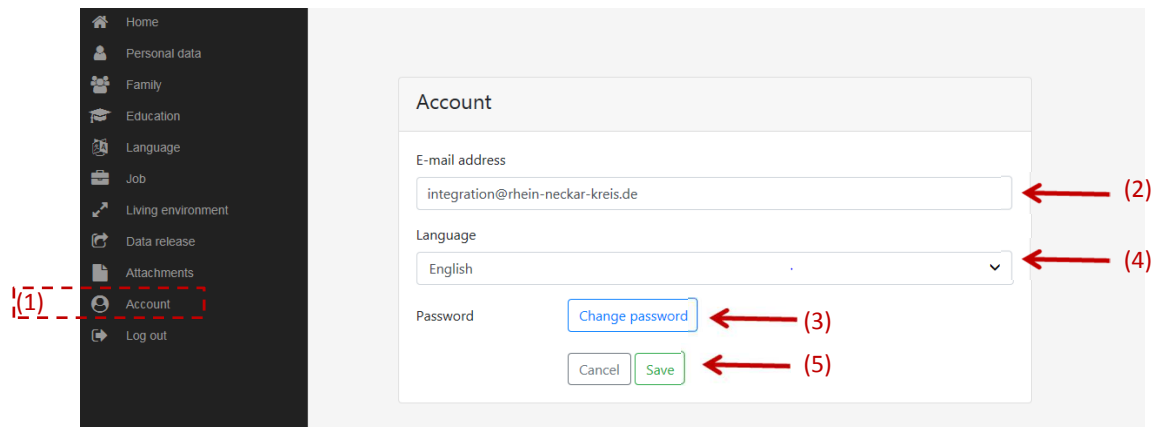 Home
Personal data
Family
Education
Language
Job
Living environment
Data release
Attachments
(1) Account
Log out
Account
E-mail address
integration@rhein-neckar-kreis.de (2)
Language
English (4)
Password Change password (3)
Cancel Save (5)